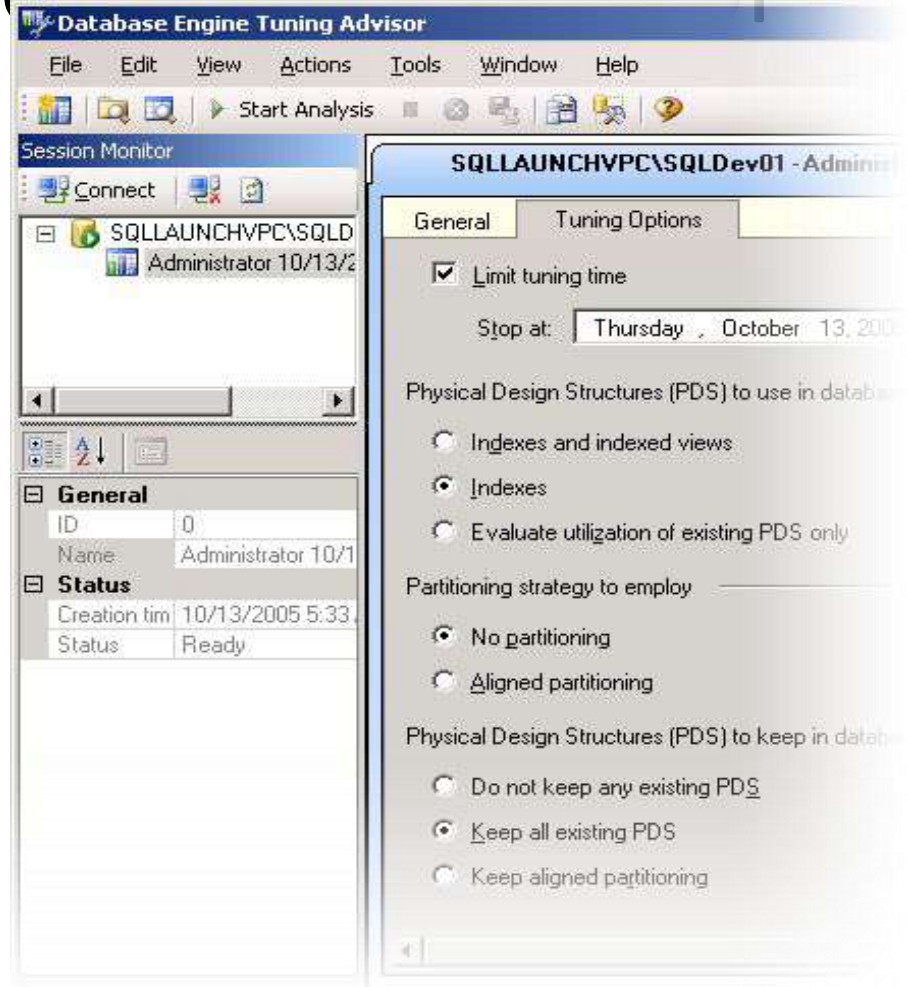 Database Engine Tuning Advisor
File Edit View Actions Tools Window Help
Start Analysis
Session Monitor
Connect
SQLLAUNCHVPC\SQLD
Administrator 10/13/2
General
ID 0
Name Administrator 10/1
Status
Creation tim 10/13/2005 5:33
Status Ready
SQLLAUNCHVPC\SQLDev01 - Adminis
General Tuning Options
Limit tuning time
Stop at: Thursday , October 13, 200
Physical Design Structures (PDS) to use in databa
Indexes and indexed views
Indexes
Evaluate utilization of existing PDS only
Partitioning strategy to employ
No partitioning
Aligned partitioning
Physical Design Structures (PDS) to keep in datab
Do not keep any existing PDS
Keep all existing PDS
Keep aligned partitioning